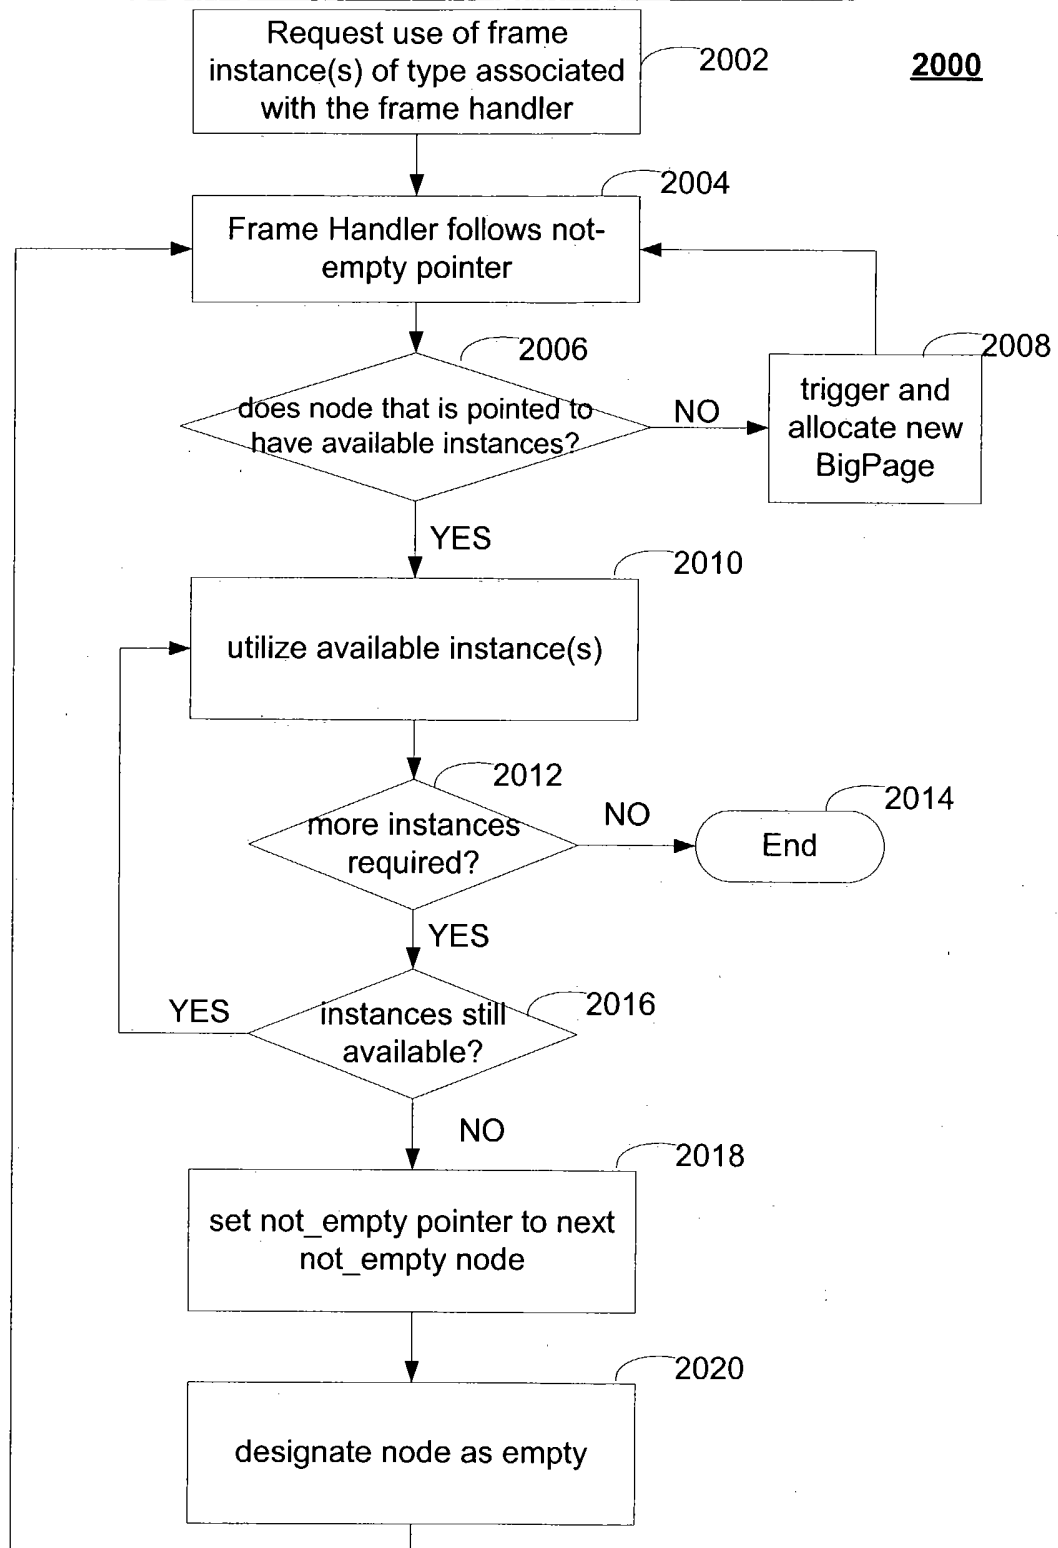 Request use of frame
instance(s) of type associated
with the frame handler
2002
2000
2004
Frame Handler follows not-
empty pointer
2006
does node that is pointed to
have available instances?
NO
2008
trigger and
allocate new
BigPage
YES
2010
utilize available instance(s)
2012
more instances
required?
NO
2014
End
YES
2016
instances still
available?
YES
NO
2018
set not_empty pointer to next
not_empty node
2020
designate node as empty